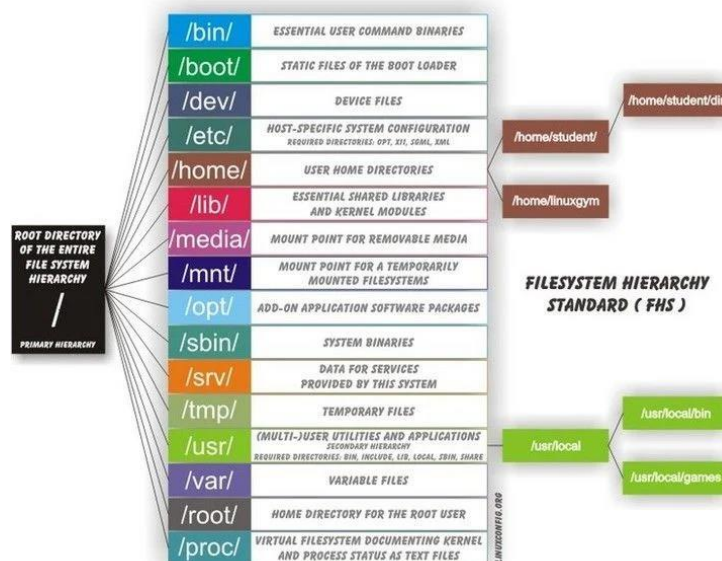 /bin/
ESSENTIAL USER COMMAND BINARIES
/boot/
STATIC FILES OF THE BOOT LOADER
/dev/
DEVICE FILES
/etc/
HOST-SPECIFIC SYSTEM CONFIGURATION
REQUIRED DIRECTORIES: OPT, XII, SGML, XML
/home/
USER HOME DIRECTORIES
/lib/
ESSENTIAL SHARED LIBRARIES
AND KERNEL MODULES
/media/
MOUNT POINT FOR REMOVABLE MEDIA
/mnt/
MOUNT POINT FOR A TEMPORARILY
MOUNTED FILESYSTEMS
/opt/
ADD-ON APPLICATION SOFTWARE PACKAGES
/sbin/
SYSTEM BINARIES
/srv/
DATA FOR SERVICES
PROVIDED BY THIS SYSTEM
/tmp/
TEMPORARY FILES
/usr/
(MULTI-)USER UTILITIES AND APPLICATIONS
SECONDARY HIERARCHY
REQUIRED DIRECTORIES: BIN, INCLUDE, LIB, LOCAL, SBIN, SHARE
/var/
VARIABLE FILES
/root/
HOME DIRECTORY FOR THE ROOT USER
/proc/
VIRTUAL FILESYSTEM DOCUMENTING KERNEL
AND PROCESS STATUS AS TEXT FILES
ROOT DIRECTORY
OF THE ENTIRE
FILE SYSTEM
HIERARCHY
/
PRIMARY HIERARCHY
/home/student/
/home/student/dir
/home/linuxgym
FILESYSTEM HIERARCHY
STANDARD ( FHS )
/usr/local
/usr/local/bin
/usr/local/games
LINUXCONFIG.ORG